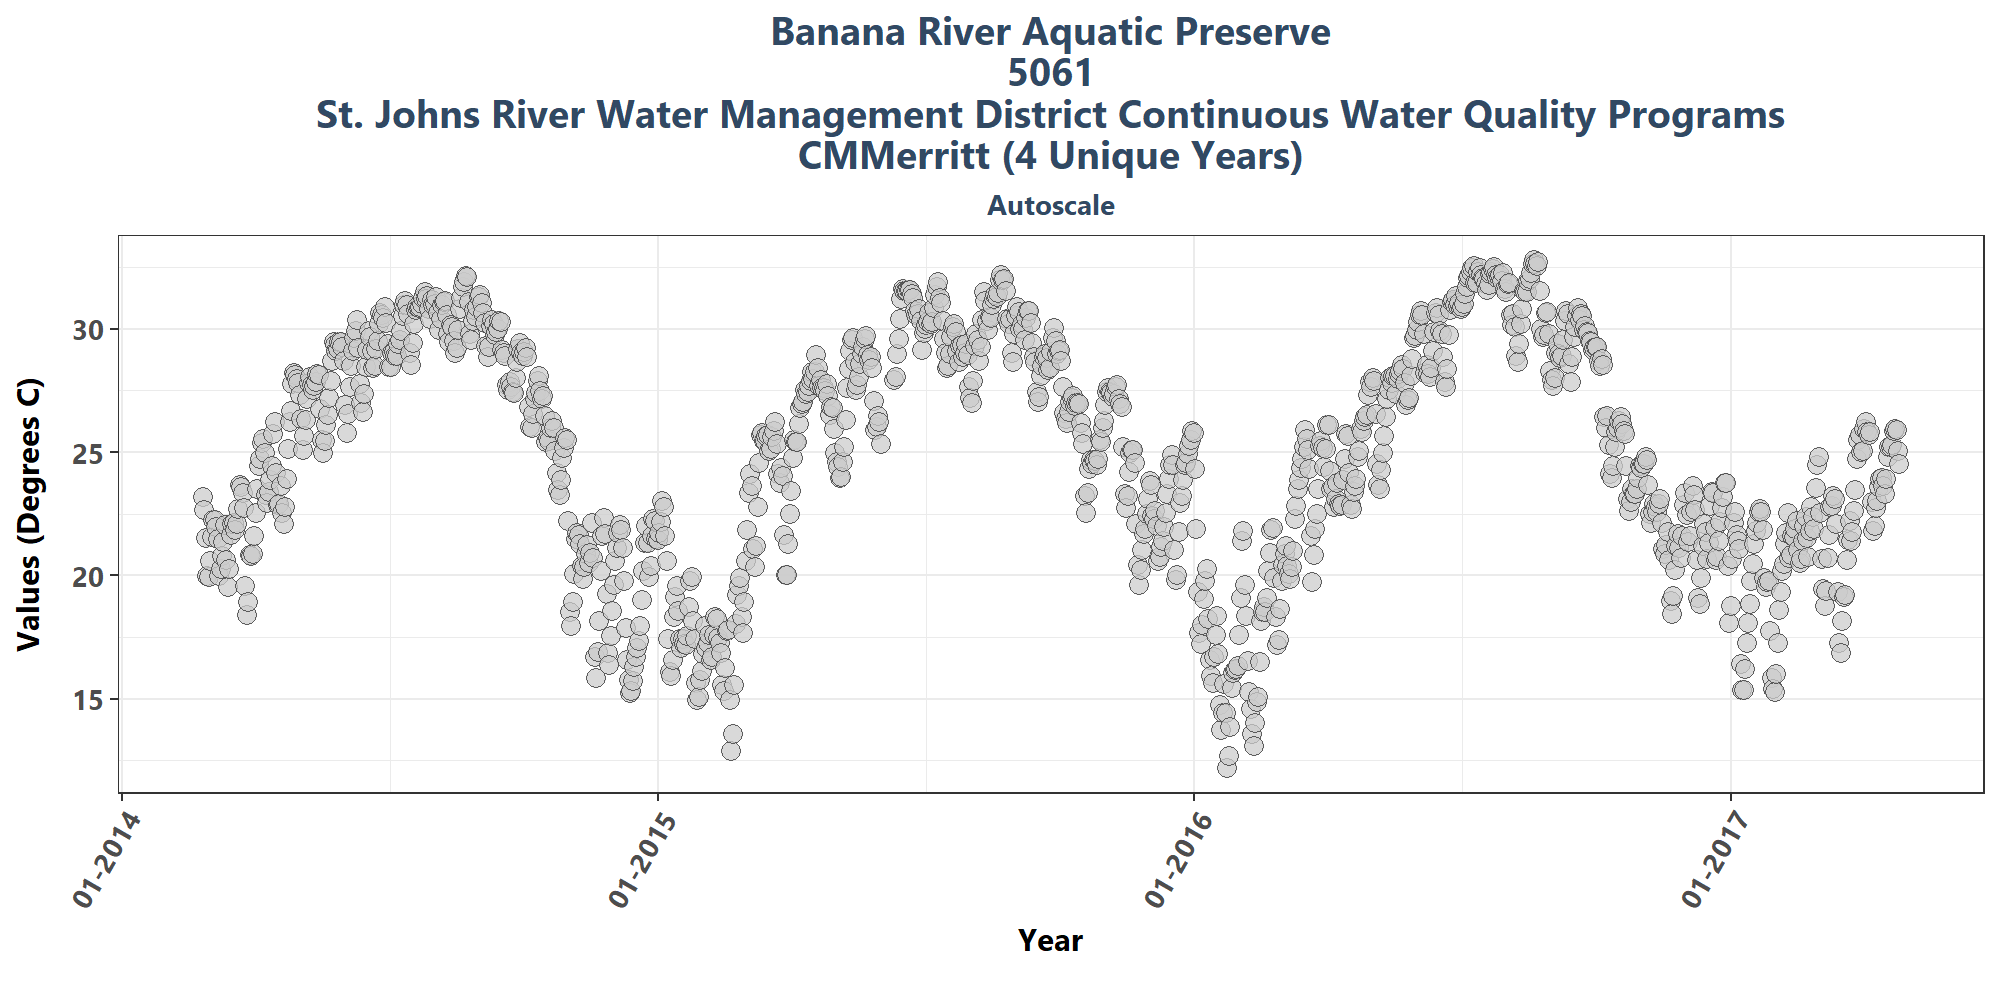 Banana River Aquatic Preserve
5061
St. Johns River Water Management District Continuous Water Quality Programs
CMMerritt (4 Unique Years)
Autoscale
Values (Degrees C)
30
25
20
15
01-2014
01-2015
01-2016
01-2017
Year